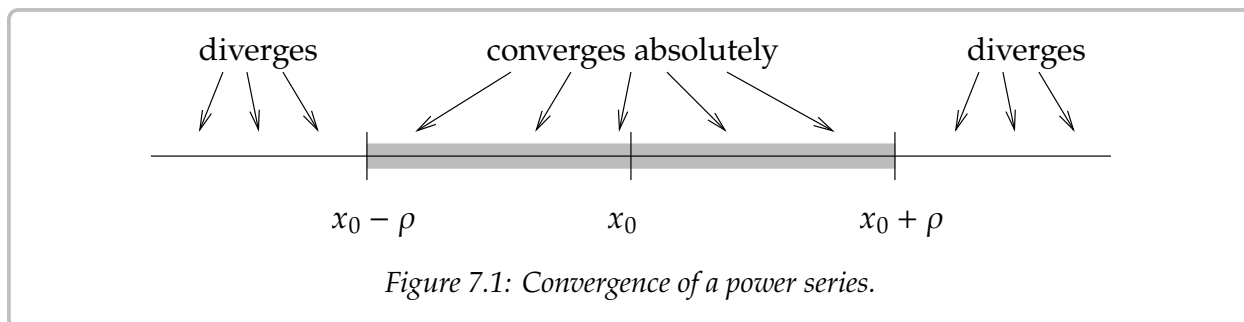 diverges converges absolutely diverges
x₀ − ρ x₀ x₀ + ρ
Figure 7.1: Convergence of a power series.